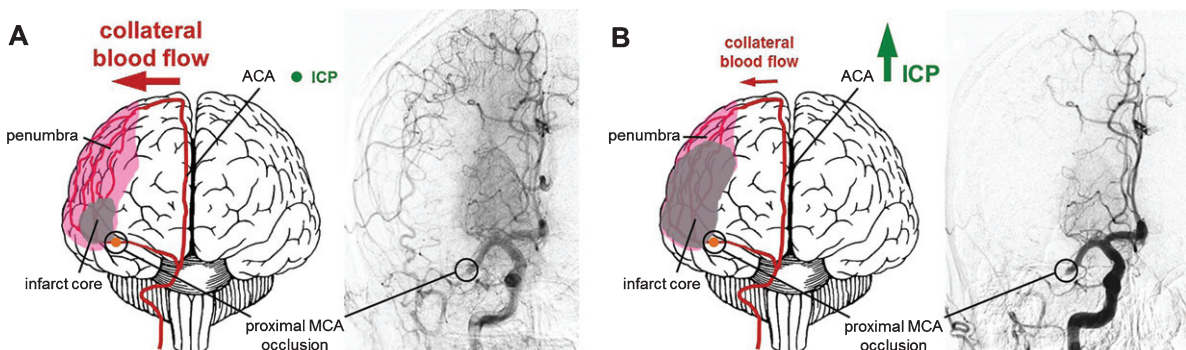 A
collateral
blood flow
ACA
ICP
penumbra
infarct core
proximal MCA
occlusion
B
collateral
blood flow
ACA
ICP
penumbra
infarct core
proximal MCA
occlusion